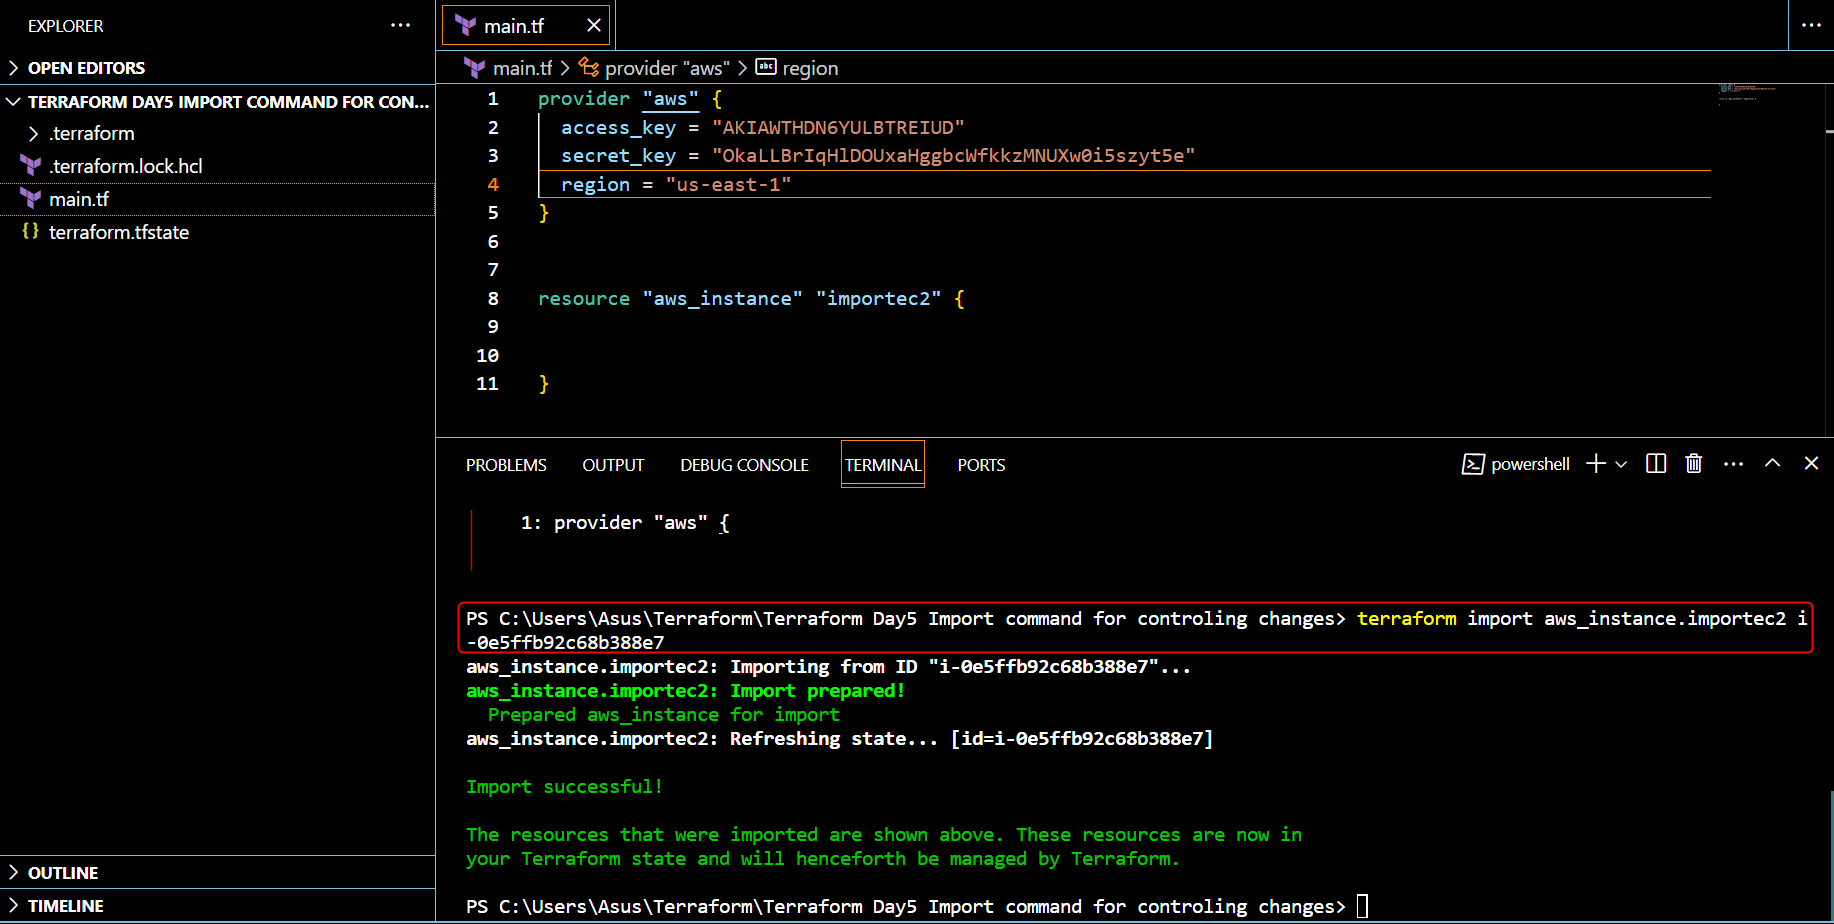 EXPLORER
OPEN EDITORS
TERRAFORM DAY5 IMPORT COMMAND FOR CON...
.terraform
.terraform.lock.hcl
main.tf
terraform.tfstate
OUTLINE
TIMELINE
main.tf
main.tf > provider "aws" > abc region
1 provider "aws" {
2 access_key = "AKIAWTHDN6YULBTREIUD"
3 secret_key = "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"
4 region = "us-east-1"
5 }
6
7
8 resource "aws_instance" "importec2" {
9
10
11 }
PROBLEMS OUTPUT DEBUG CONSOLE TERMINAL PORTS powershell
1: provider "aws" {
PS C:\Users\Asus\Terraform\Terraform Day5 Import command for controling changes> terraform import aws_instance.importec2 i
-0e5ffb92c68b388e7
aws_instance.importec2: Importing from ID "i-0e5ffb92c68b388e7"...
aws_instance.importec2: Import prepared!
Prepared aws_instance for import
aws_instance.importec2: Refreshing state... [id=i-0e5ffb92c68b388e7]
Import successful!
The resources that were imported are shown above. These resources are now in
your Terraform state and will henceforth be managed by Terraform.
PS C:\Users\Asus\Terraform\Terraform Day5 Import command for controling changes>